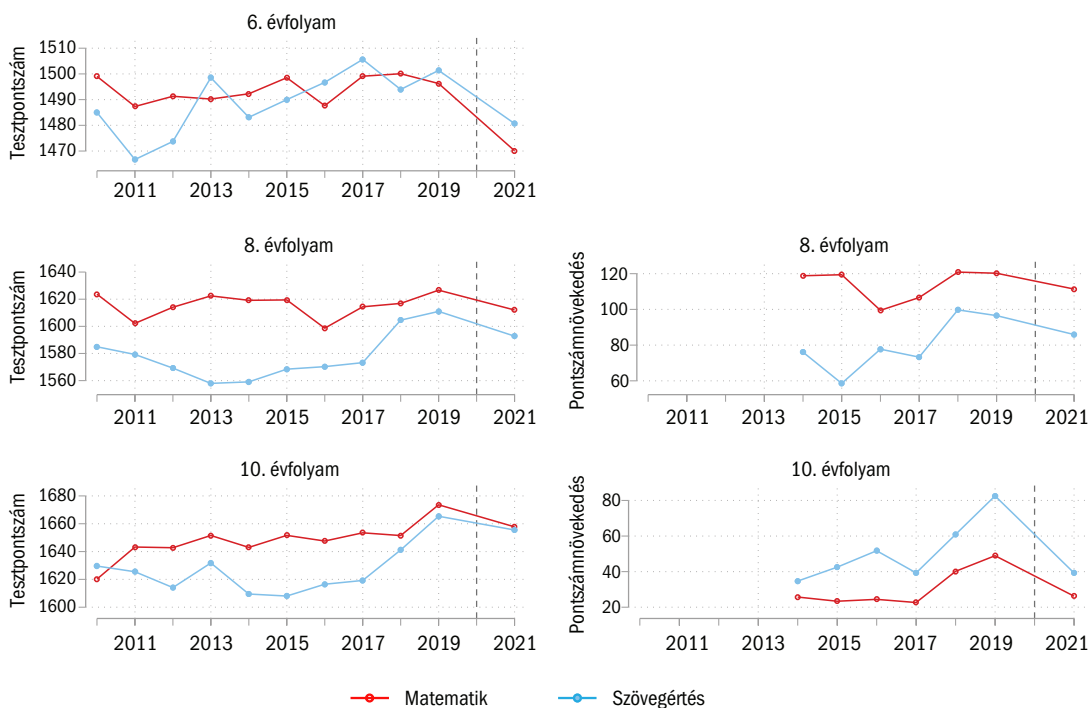 6. évfolyam
Tesztpontszám
1510
1500
1490
1480
1470
2011 2013 2015 2017 2019 2021
8. évfolyam
Tesztpontszám
1640
1620
1600
1580
1560
2011 2013 2015 2017 2019 2021
8. évfolyam
Pontszámnövekedés
120
100
80
60
2011 2013 2015 2017 2019 2021
10. évfolyam
Tesztpontszám
1680
1660
1640
1620
1600
2011 2013 2015 2017 2019 2021
10. évfolyam
Pontszámnövekedés
80
60
40
20
2011 2013 2015 2017 2019 2021
Matematik Szövegértés